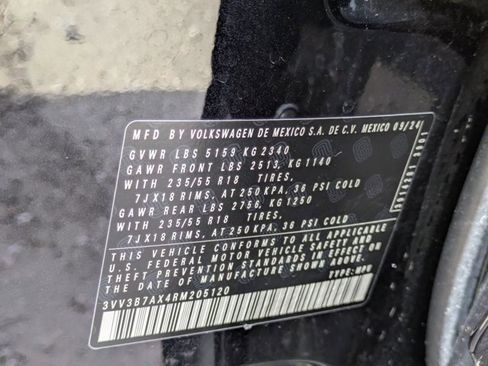 MFD BY VOLKSWAGEN DE MEXICO S.A. DE C.V. MEXICO 09/24
GVWR LBS 5159 KG 2340
GAWR FRONT LBS 2513, KG 1140
WITH 235/55 R18 TIRES,
7JX18 RIMS, AT 250 KPA, 36 PSI COLD
GAWR REAR LBS 2756, KG 1250
WITH 235/55 R18 TIRES,
7JX18 RIMS, AT 250 KPA, 36 PSI COLD
THIS VEHICLE CONFORMS TO ALL APPLICABLE
U.S. FEDERAL MOTOR VEHICLE SAFETY AND
THEFT PREVENTION STANDARDS IN EFFECT ON
THE DATE OF MANUFACTURE SHOWN ABOVE.
3VV3B7AX4RM205120 TYPE: MPV